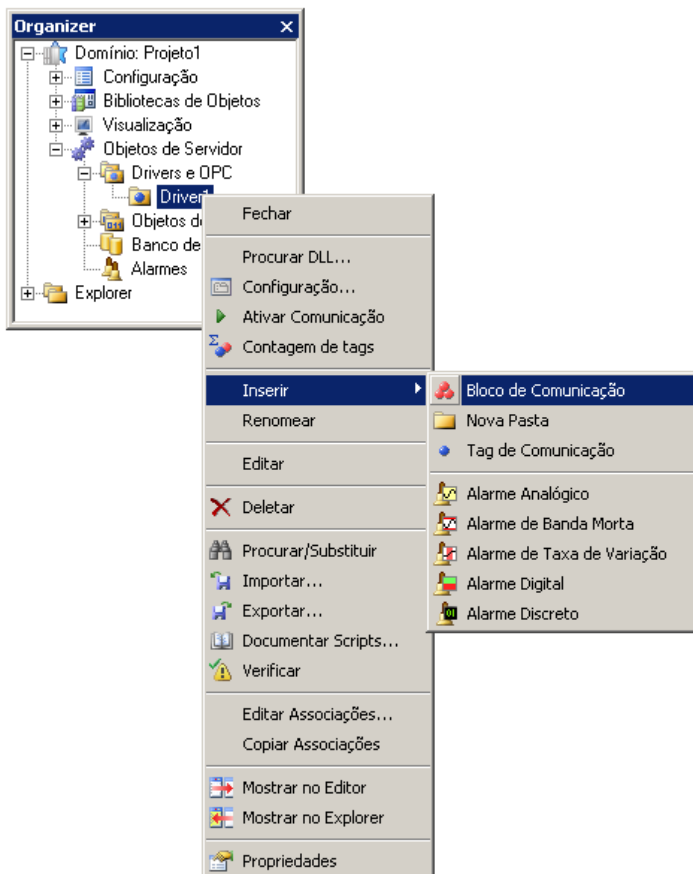 Organizer
Domínio: Projeto1
Configuração
Bibliotecas de Objetos
Visualização
Objetos de Servidor
Drivers e OPC
Driver1
Objetos d
Banco de
Alarmes
Explorer
Fechar
Procurar DLL...
Configuração...
Ativar Comunicação
Contagem de tags
Inserir
Renomear
Editar
Deletar
Procurar/Substituir
Importar...
Exportar...
Documentar Scripts...
Verificar
Editar Associações...
Copiar Associações
Mostrar no Editor
Mostrar no Explorer
Propriedades
Bloco de Comunicação
Nova Pasta
Tag de Comunicação
Alarme Analógico
Alarme de Banda Morta
Alarme de Taxa de Variação
Alarme Digital
Alarme Discreto